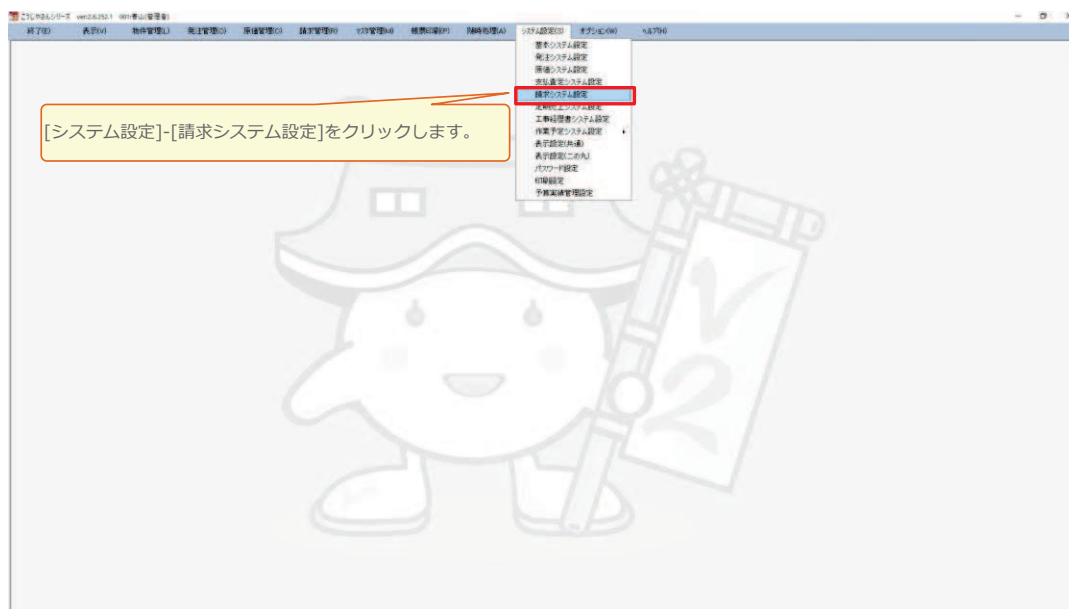 こうじやさんシリーズ ver.2.6.252.1 001:青山(管理者)
終了(E) 表示(V) 物件管理(L) 発注管理(O) 原価管理(C) 請求管理(R) マスタ管理(M) 帳票印刷(P) 随時処理(A) システム設定(S) オプション(W) ヘルプ(H)
基本システム設定
発注システム設定
原価システム設定
支払査定システム設定
請求システム設定
定期売上システム設定
工事経歴書システム設定
作業予定システム設定
表示設定(共通)
表示設定(二の丸)
パスワード設定
印刷設定
予算実績管理設定
[システム設定]-[請求システム設定]をクリックします。
V
2